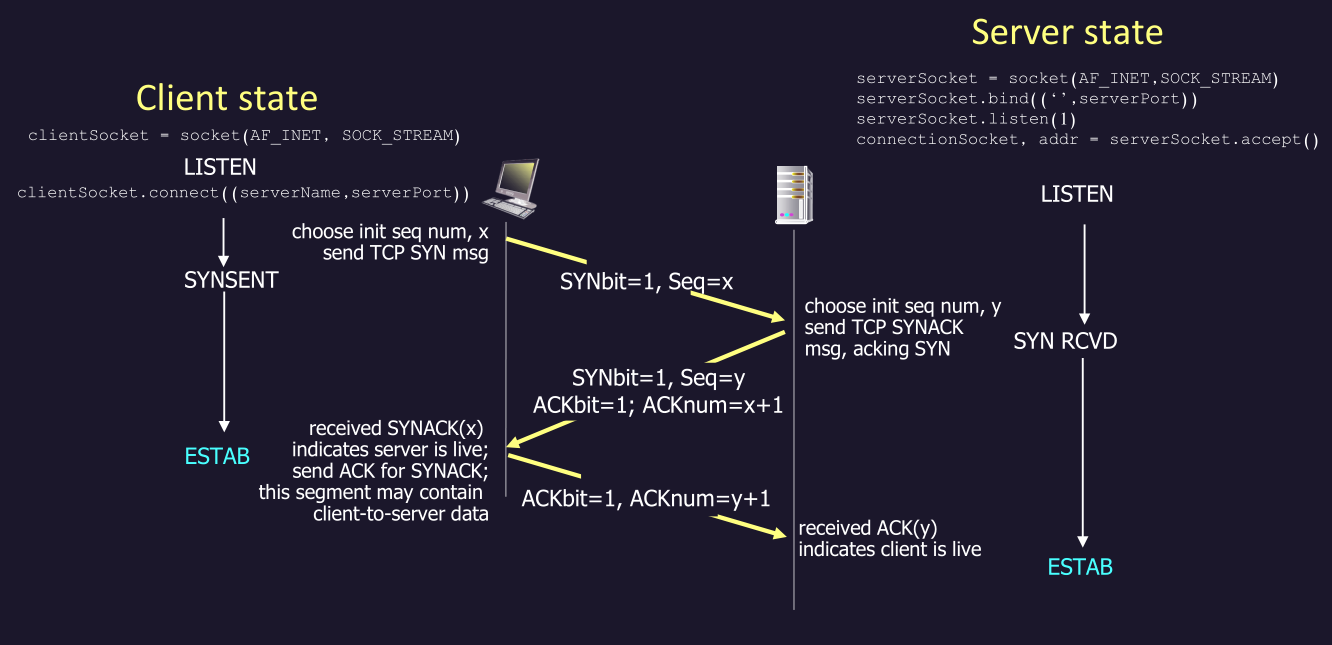 Server state
serverSocket = socket(AF_INET,SOCK_STREAM)
serverSocket.bind((‘’,serverPort))
serverSocket.listen(1)
connectionSocket, addr = serverSocket.accept()
Client state
clientSocket = socket(AF_INET, SOCK_STREAM)
LISTEN
clientSocket.connect((serverName,serverPort))
LISTEN
choose init seq num, x
send TCP SYN msg
SYNSENT
SYNbit=1, Seq=x
choose init seq num, y
send TCP SYNACK
msg, acking SYN
SYN RCVD
SYNbit=1, Seq=y
ACKbit=1; ACKnum=x+1
received SYNACK(x)
indicates server is live;
send ACK for SYNACK;
this segment may contain
client-to-server data
ESTAB
ACKbit=1, ACKnum=y+1
received ACK(y)
indicates client is live
ESTAB